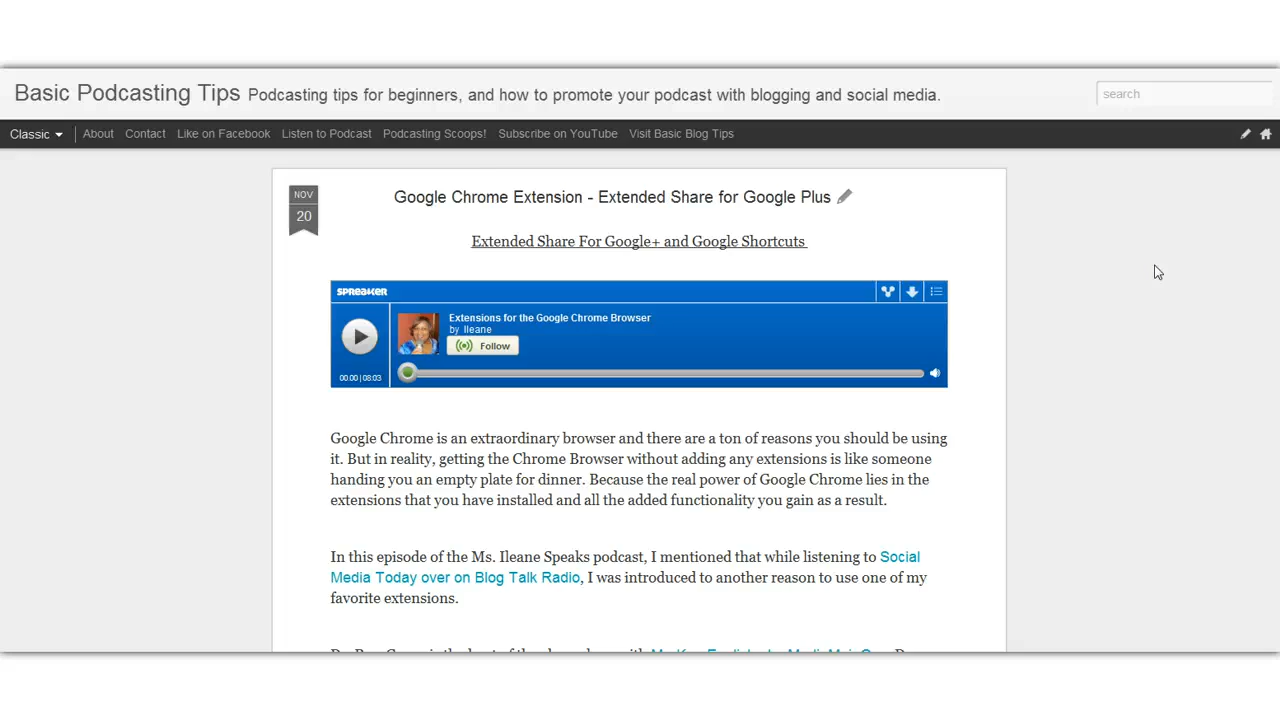 Basic Podcasting Tips Podcasting tips for beginners, and how to promote your podcast with blogging and social media.
search
Classic About Contact Like on Facebook Listen to Podcast Podcasting Scoops! Subscribe on YouTube Visit Basic Blog Tips
NOV
20
Google Chrome Extension - Extended Share for Google Plus
Extended Share For Google+ and Google Shortcuts
SPREAKER
Extensions for the Google Chrome Browser
by Ileane
Follow
00:00 | 08:03
Google Chrome is an extraordinary browser and there are a ton of reasons you should be using
it. But in reality, getting the Chrome Browser without adding any extensions is like someone
handing you an empty plate for dinner. Because the real power of Google Chrome lies in the
extensions that you have installed and all the added functionality you gain as a result.
In this episode of the Ms. Ileane Speaks podcast, I mentioned that while listening to Social
Media Today over on Blog Talk Radio, I was introduced to another reason to use one of my
favorite extensions.